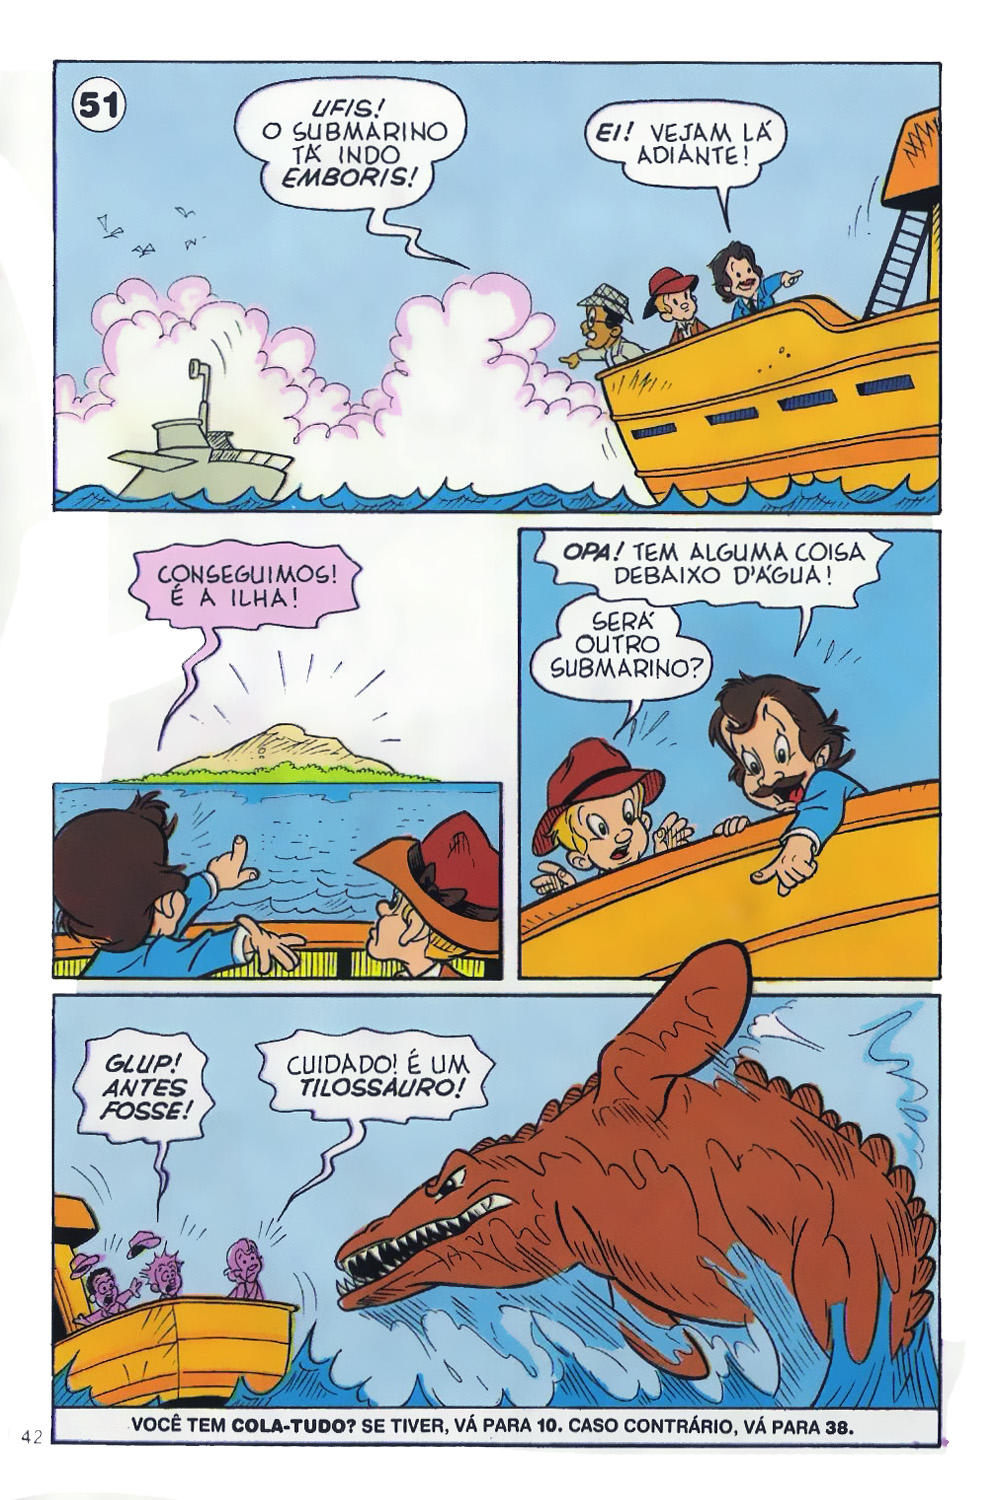 51
UFIS!
O SUBMARINO
TÁ INDO
EMBORIS!
EI! VEJAM LÁ
ADIANTE!
CONSEGUIMOS!
É A ILHA!
OPA! TEM ALGUMA COISA
DEBAIXO D'ÁGUA!
SERÁ
OUTRO
SUBMARINO?
GLUP!
ANTES
FOSSE!
CUIDADO! É UM
TILOSSAURO!
VOCÊ TEM COLA-TUDO? SE TIVER, VÁ PARA 10. CASO CONTRÁRIO, VÁ PARA 38.
42